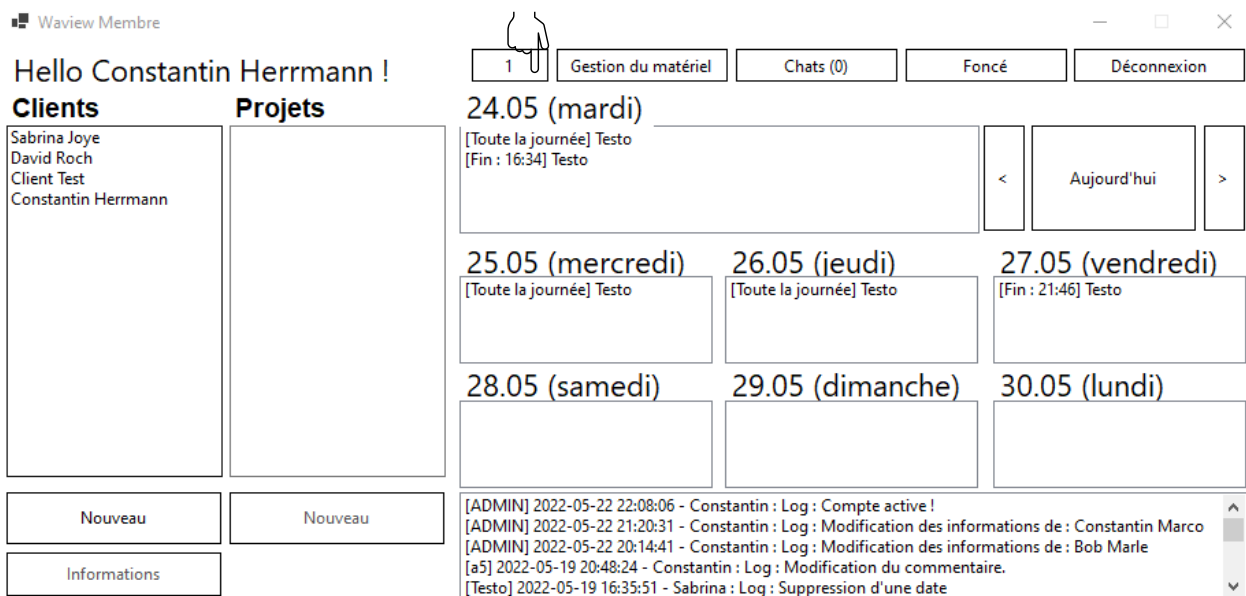 Waview Membre
Hello Constantin Herrmann !
1
Gestion du matériel
Chats (0)
Foncé
Déconnexion
Clients
Projets
24.05 (mardi)
Sabrina Joye
David Roch
Client Test
Constantin Herrmann
[Toute la journée] Testo
[Fin : 16:34] Testo
<
Aujourd'hui
>
25.05 (mercredi)
26.05 (jeudi)
27.05 (vendredi)
[Toute la journée] Testo
[Toute la journée] Testo
[Fin : 21:46] Testo
28.05 (samedi)
29.05 (dimanche)
30.05 (lundi)
Nouveau
Nouveau
Informations
[ADMIN] 2022-05-22 22:08:06 - Constantin : Log : Compte active !
[ADMIN] 2022-05-22 21:20:31 - Constantin : Log : Modification des informations de : Constantin Marco
[ADMIN] 2022-05-22 20:14:41 - Constantin : Log : Modification des informations de : Bob Marle
[a5] 2022-05-19 20:48:24 - Constantin : Log : Modification du commentaire.
[Testo] 2022-05-19 16:35:51 - Sabrina : Log : Suppression d'une date